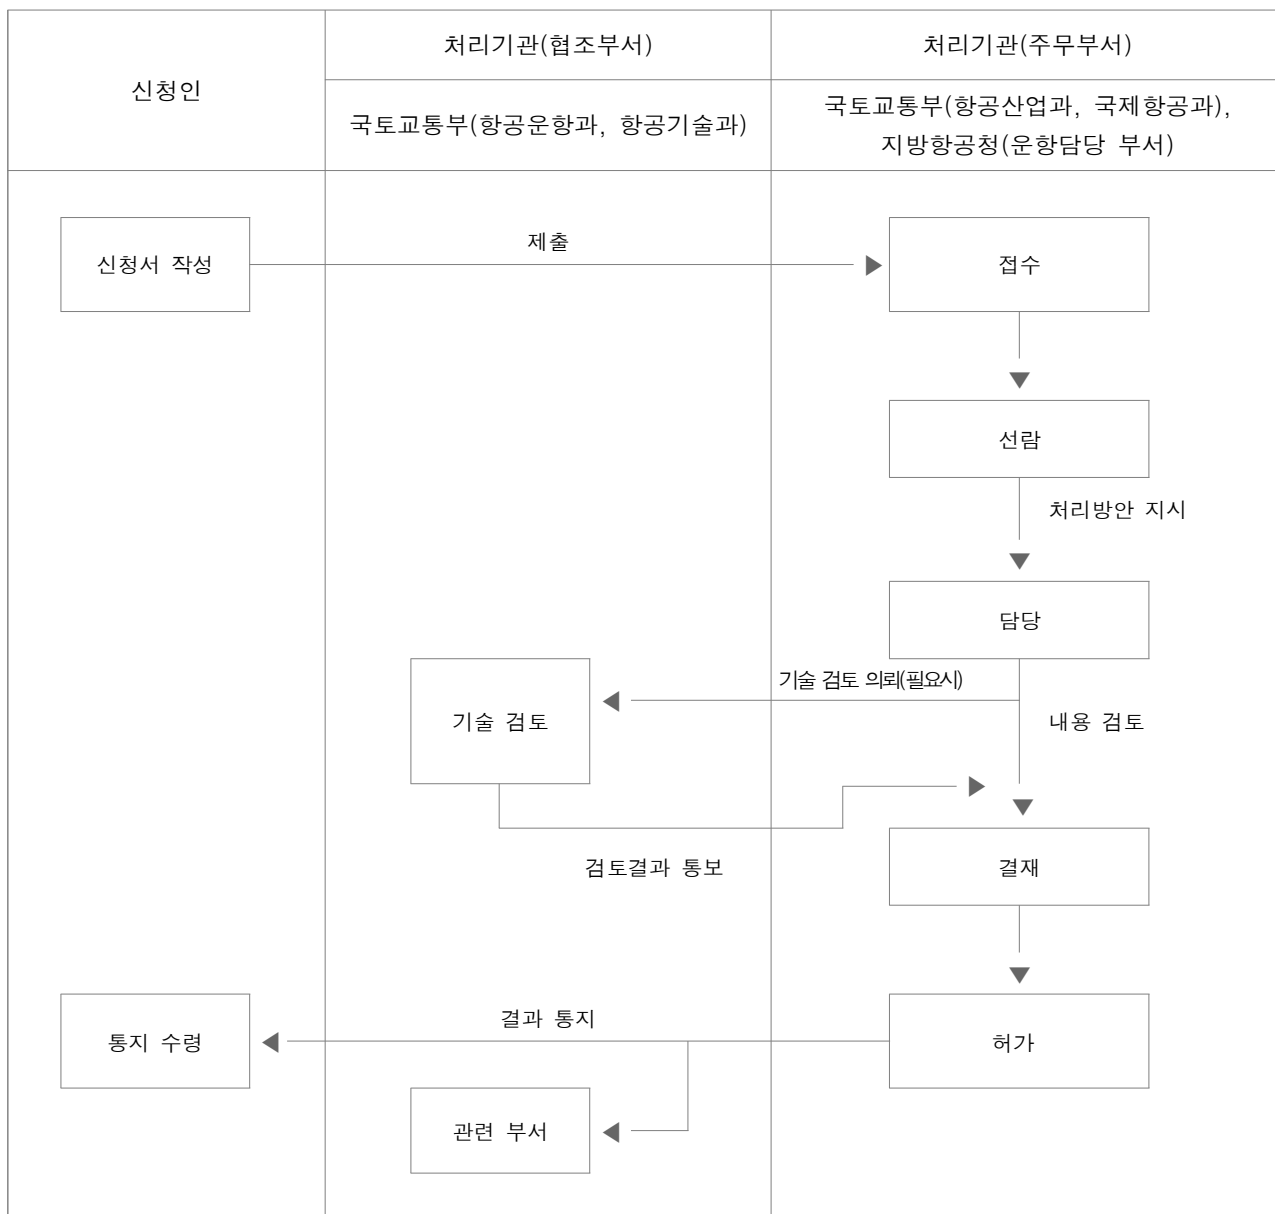 신청인
처리기관(협조부서)
처리기관(주무부서)
국토교통부(항공운항과, 항공기술과)
국토교통부(항공산업과, 국제항공과),
지방항공청(운항담당 부서)
신청서 작성
제출
접수
선람
처리방안 지시
담당
기술 검토 의뢰(필요시)
기술 검토
내용 검토
검토결과 통보
결재
결과 통지
통지 수령
허가
관련 부서